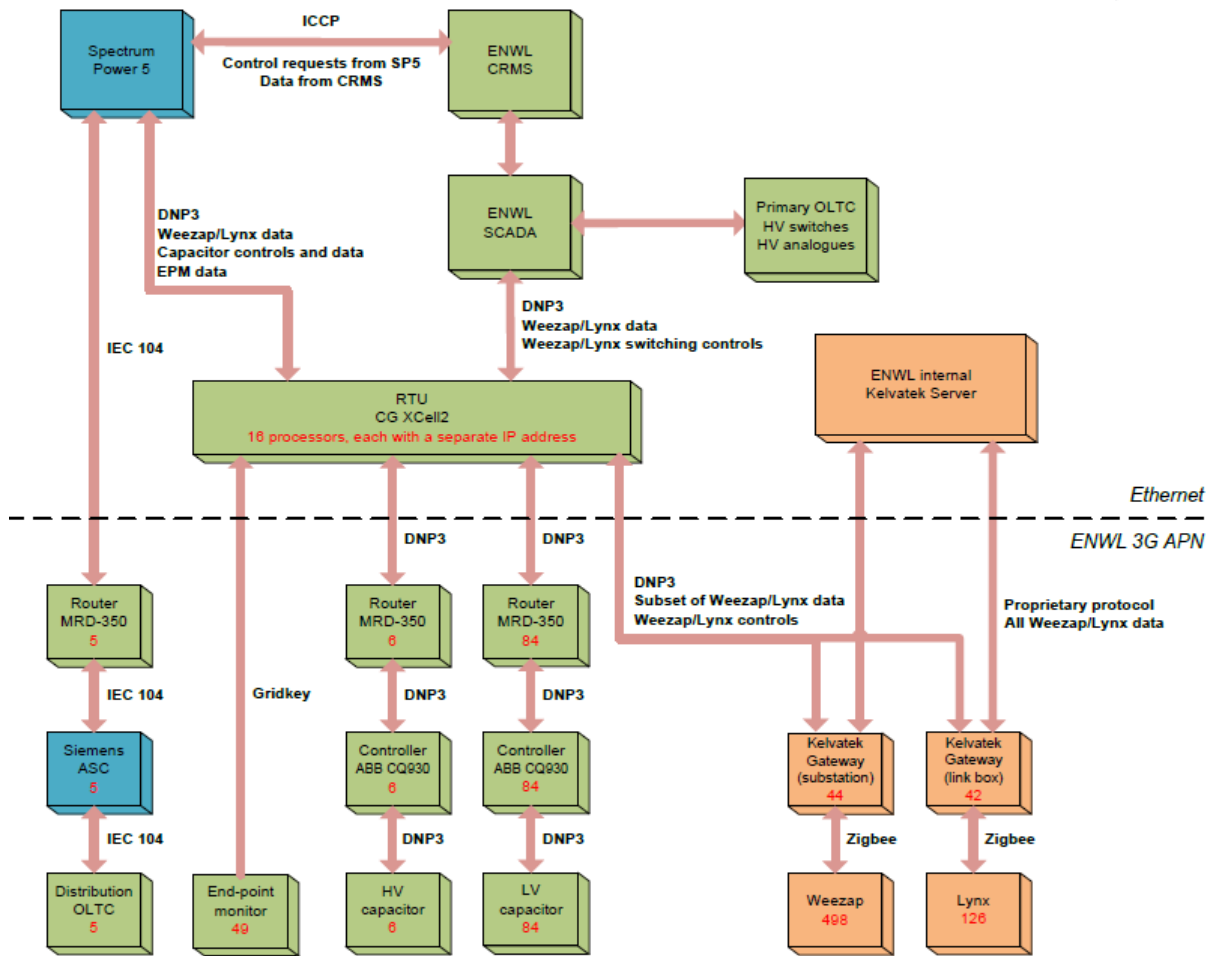 ICCP
Spectrum
Power 5
ENWL
CRMS
Control requests from SP5
Data from CRMS
DNP3
Weezap/Lynx data
Capacitor controls and data
EPM data
ENWL
SCADA
Primary OLTC
HV switches
HV analogues
DNP3
Weezap/Lynx data
Weezap/Lynx switching controls
IEC 104
RTU
CG XCell2
16 processors, each with a separate IP address
ENWL internal
Kelvatek Server
Ethernet
ENWL 3G APN
DNP3
DNP3
DNP3
Subset of Weezap/Lynx data
Weezap/Lynx controls
Proprietary protocol
All Weezap/Lynx data
Router
MRD-350
5
Router
MRD-350
6
Router
MRD-350
84
IEC 104
Gridkey
DNP3
DNP3
Siemens
ASC
5
Controller
ABB CQ930
6
Controller
ABB CQ930
84
Kelvatek
Gateway
(substation)
44
Kelvatek
Gateway
(link box)
42
IEC 104
DNP3
DNP3
Zigbee
Zigbee
Distribution
OLTC
5
End-point
monitor
49
HV
capacitor
6
LV
capacitor
84
Weezap
498
Lynx
126